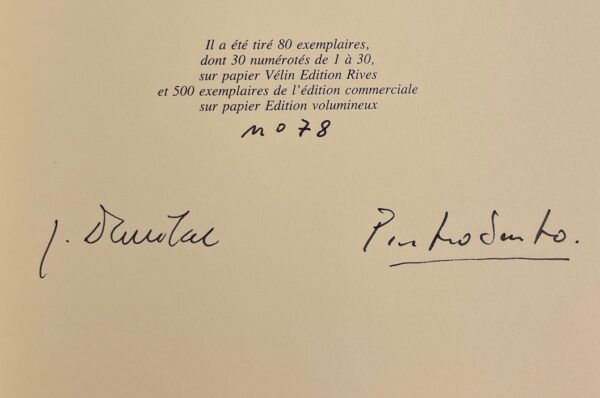 Il a été tiré 80 exemplaires,
dont 30 numérotés de 1 à 30,
sur papier Vélin Edition Rives
et 500 exemplaires de l'édition commerciale
sur papier Edition volumineux
no 78
J.